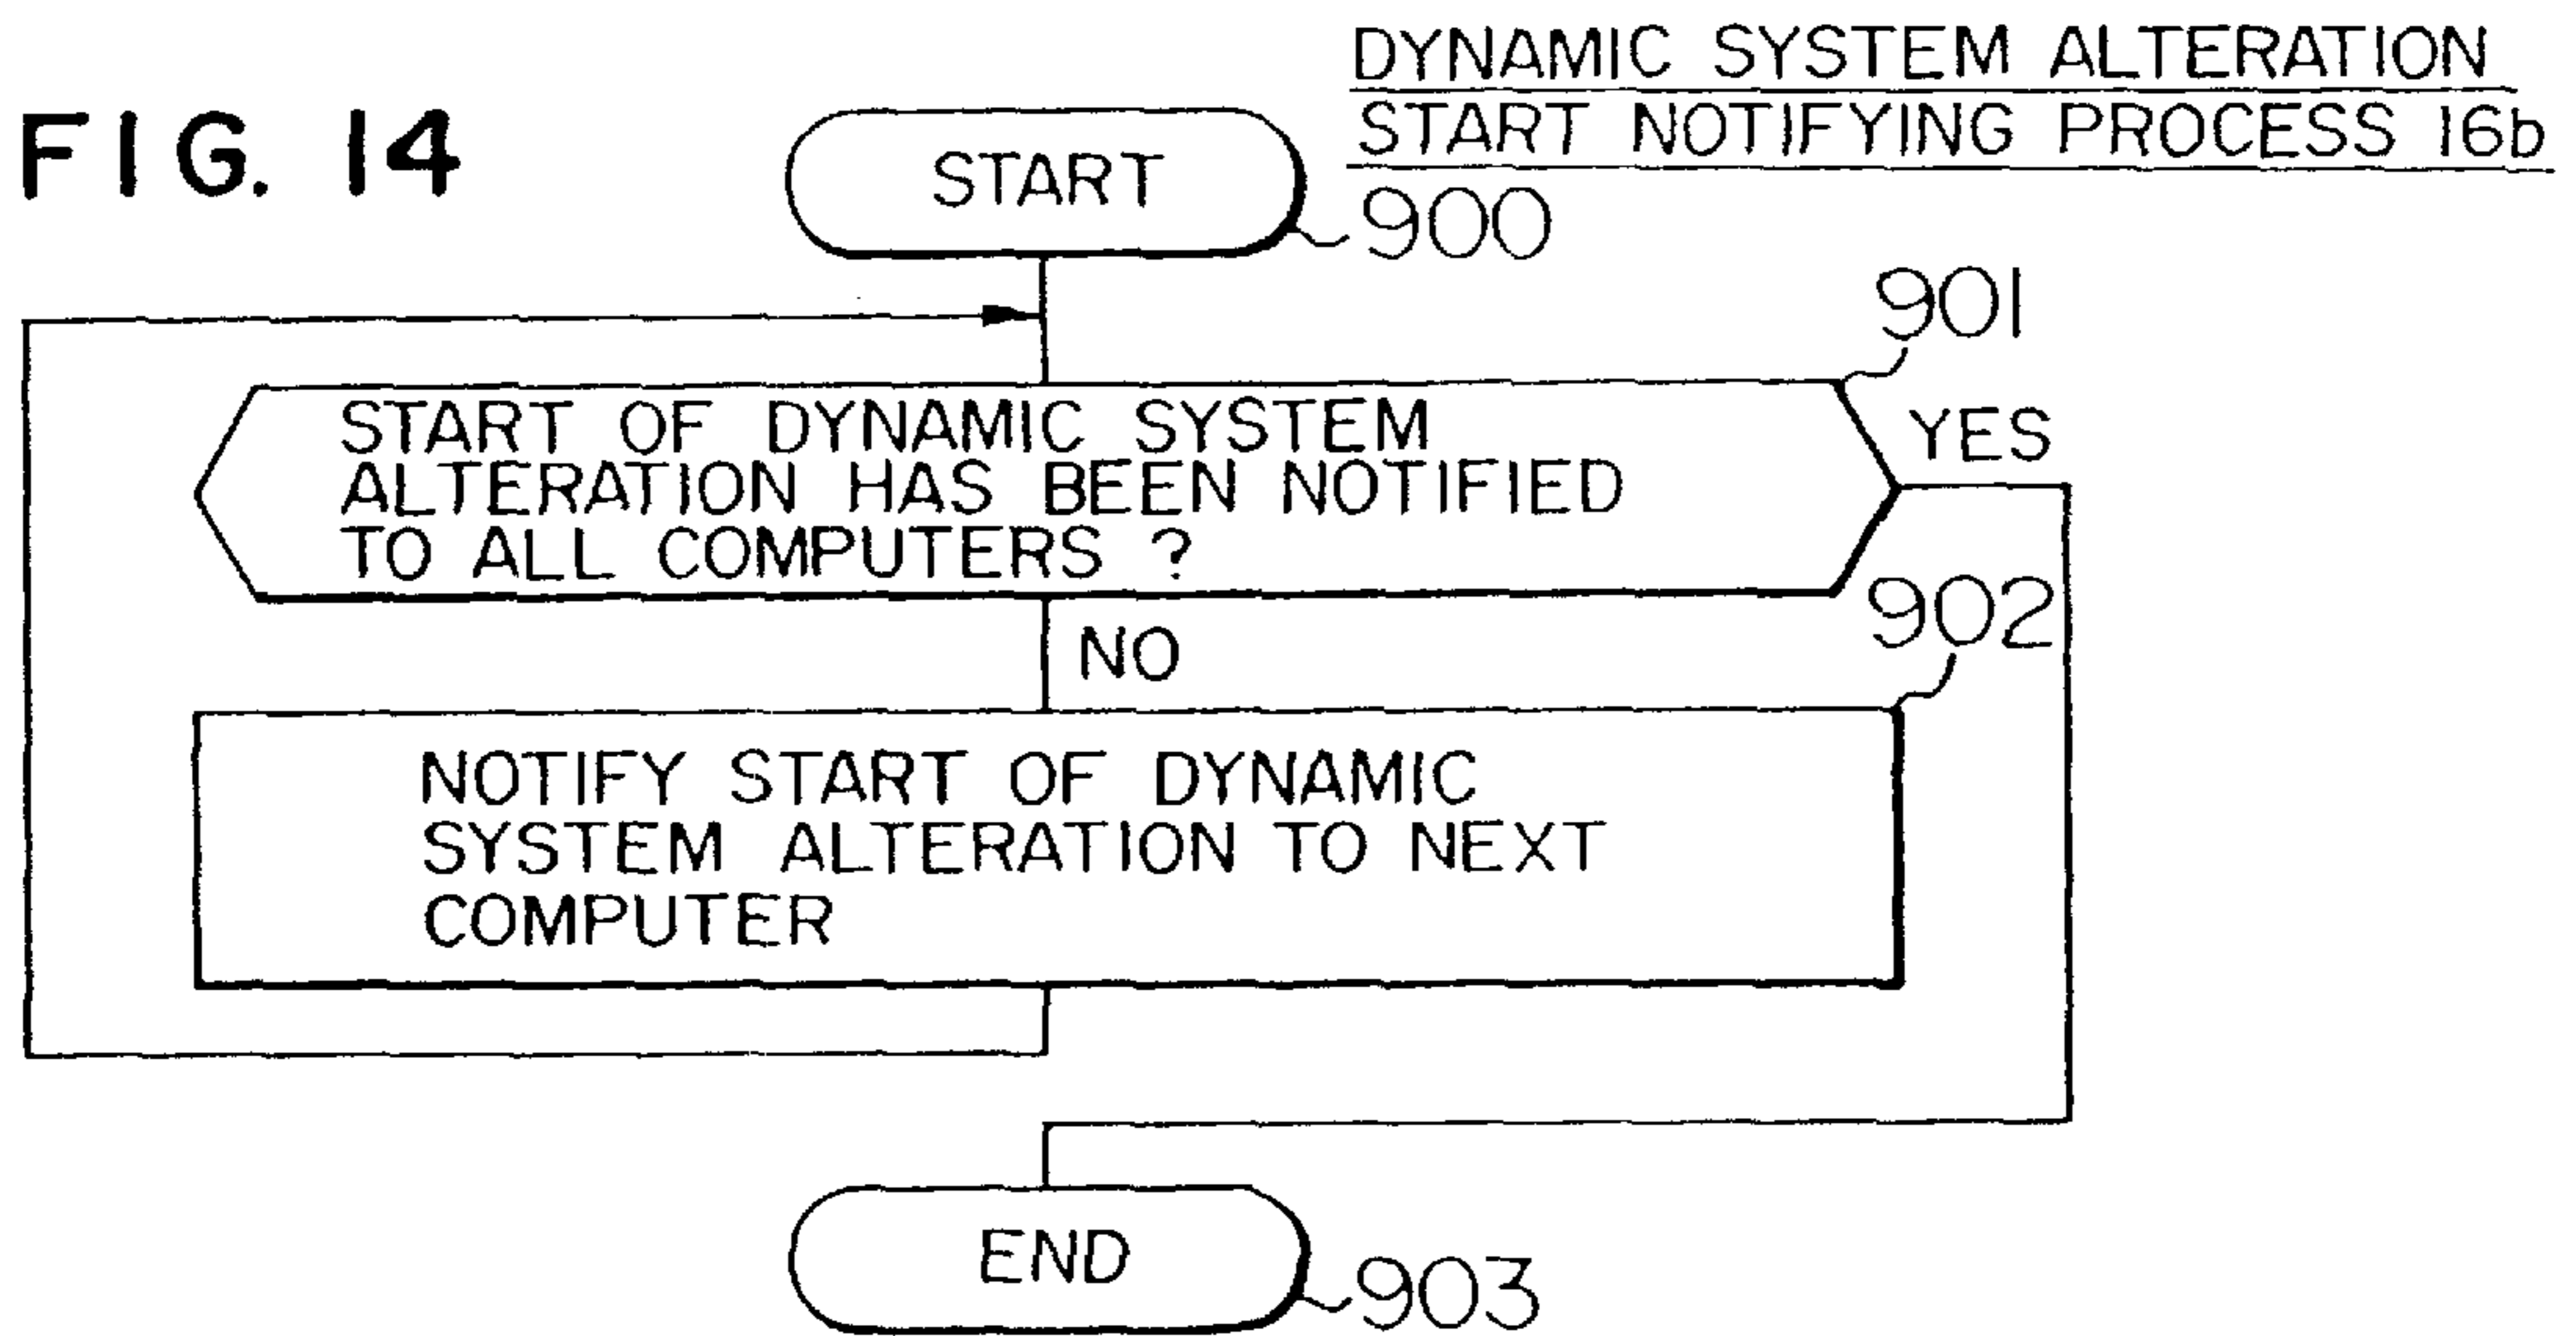 FIG. 14
DYNAMIC SYSTEM ALTERATION
START NOTIFYING PROCESS 16b
START
900
901
START OF DYNAMIC SYSTEM
ALTERATION HAS BEEN NOTIFIED
TO ALL COMPUTERS ?
YES
NO
902
NOTIFY START OF DYNAMIC
SYSTEM ALTERATION TO NEXT
COMPUTER
END
903